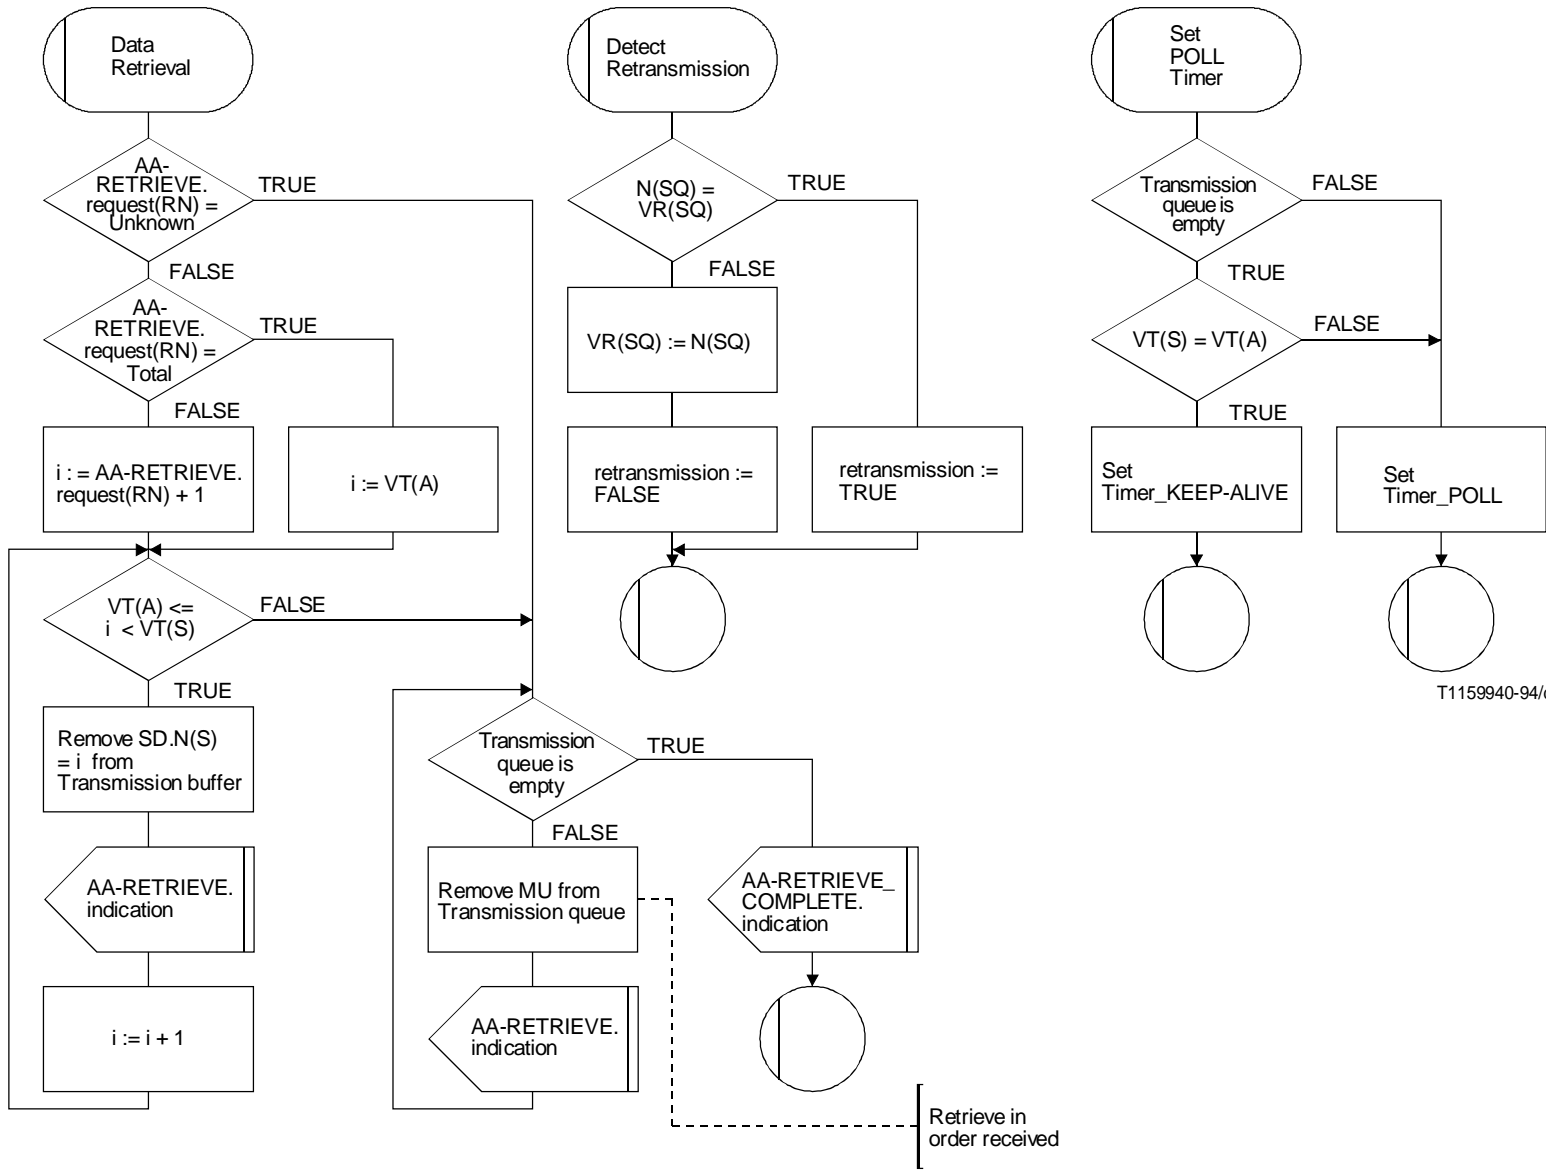 Data
Retrieval
AA-
RETRIEVE.
request(RN) =
Unknown
TRUE
FALSE
AA-
RETRIEVE.
request(RN) =
Total
TRUE
FALSE
i : = AA-RETRIEVE.
request(RN) + 1
i := VT(A)
VT(A) <=
i < VT(S)
FALSE
TRUE
Remove SD.N(S)
= i from
Transmission buffer
AA-RETRIEVE.
indication
i := i + 1
Transmission
queue is
empty
TRUE
FALSE
Remove MU from
Transmission queue
AA-RETRIEVE.
indication
AA-RETRIEVE_
COMPLETE.
indication
Retrieve in
order received
Detect
Retransmission
N(SQ) =
VR(SQ)
TRUE
FALSE
VR(SQ) := N(SQ)
retransmission :=
FALSE
retransmission :=
TRUE
Set
POLL
Timer
Transmission
queue is
empty
FALSE
TRUE
VT(S) = VT(A)
FALSE
TRUE
Set
Timer_KEEP-ALIVE
Set
Timer_POLL